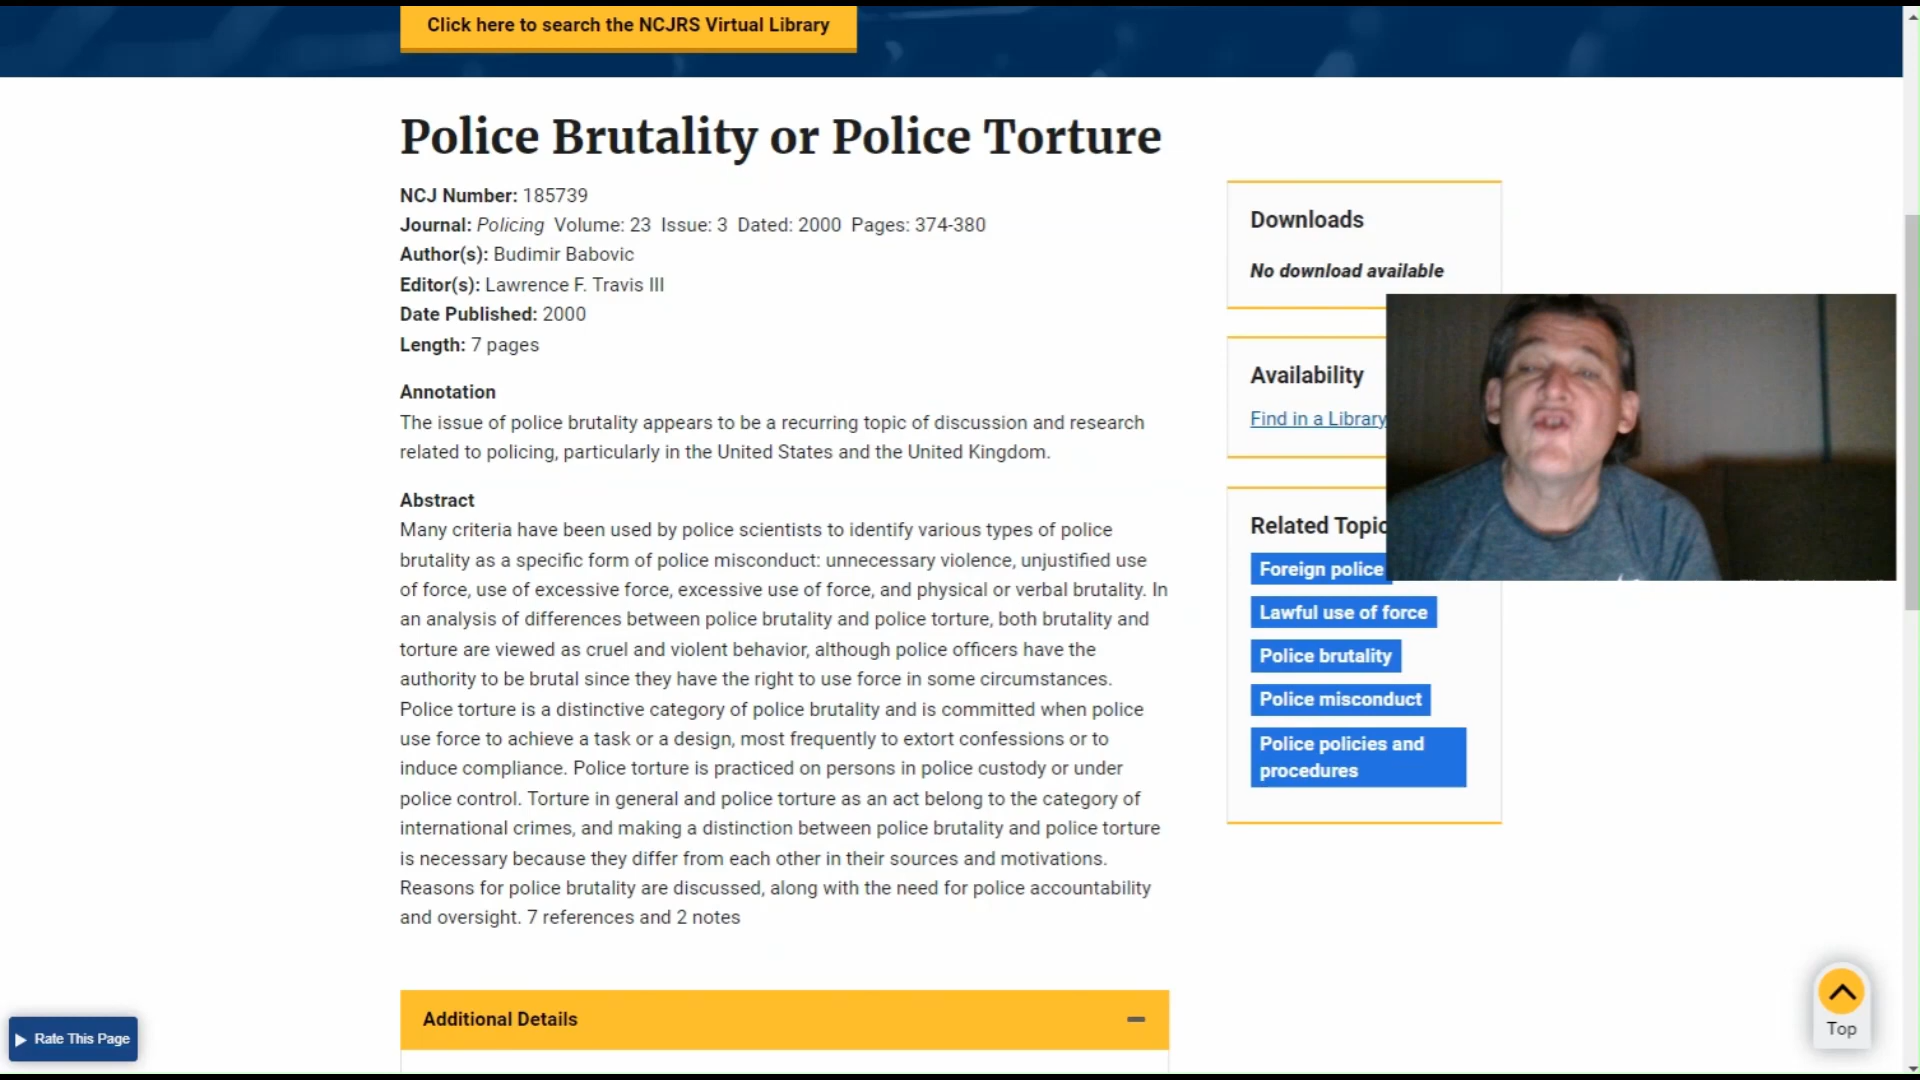 Click here to search the NCJRS Virtual Library
Police Brutality or Police Torture
NCJ Number: 185739
Journal: Policing Volume: 23 Issue: 3 Dated: 2000 Pages: 374-380
Author(s): Budimir Babovic
Editor(s): Lawrence F. Travis III
Date Published: 2000
Length: 7 pages
Annotation
The issue of police brutality appears to be a recurring topic of discussion and research
related to policing, particularly in the United States and the United Kingdom.
Abstract
Many criteria have been used by police scientists to identify various types of police
brutality as a specific form of police misconduct: unnecessary violence, unjustified use
of force, use of excessive force, excessive use of force, and physical or verbal brutality. In
an analysis of differences between police brutality and police torture, both brutality and
torture are viewed as cruel and violent behavior, although police officers have the
authority to be brutal since they have the right to use force in some circumstances.
Police torture is a distinctive category of police brutality and is committed when police
use force to achieve a task or a design, most frequently to extort confessions or to
induce compliance. Police torture is practiced on persons in police custody or under
police control. Torture in general and police torture as an act belong to the category of
international crimes, and making a distinction between police brutality and police torture
is necessary because they differ from each other in their sources and motivations.
Reasons for police brutality are discussed, along with the need for police accountability
and oversight. 7 references and 2 notes
Additional Details
Downloads
No download available
Availability
Find in a Library
Related Topic
Foreign police
Lawful use of force
Police brutality
Police misconduct
Police policies and
procedures
Rate This Page
Top